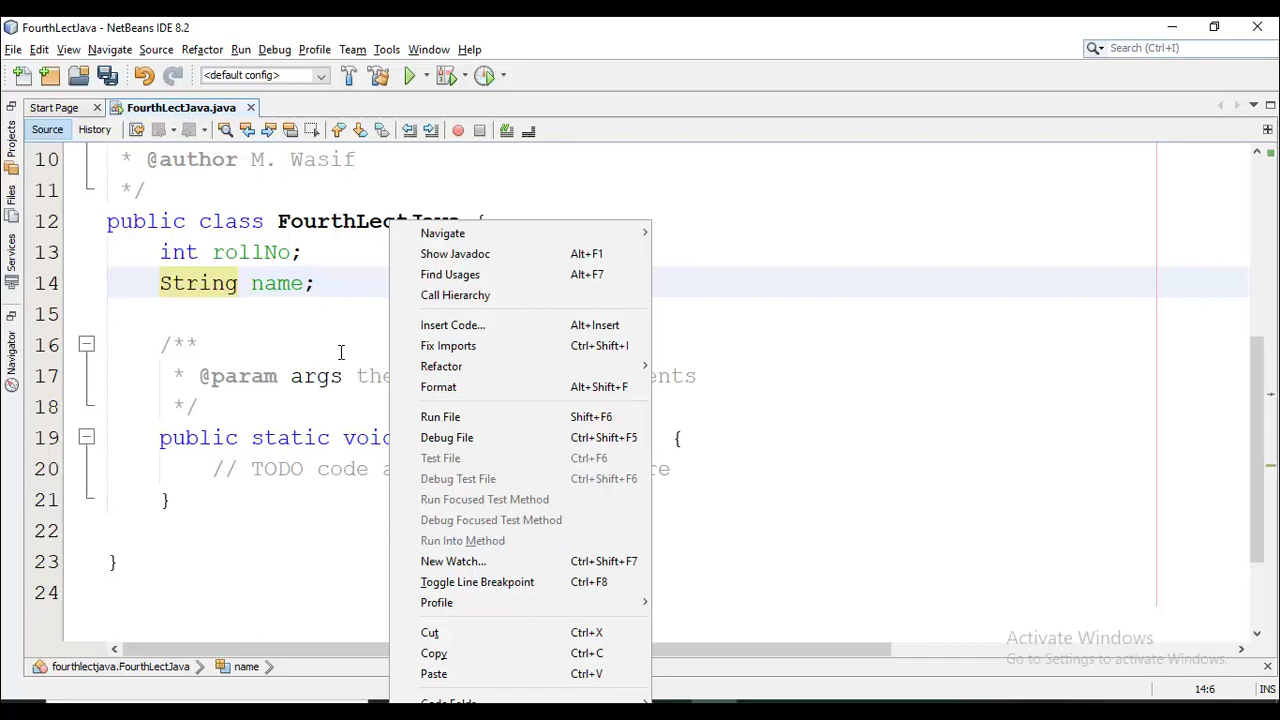 FourthLectJava - NetBeans IDE 8.2
File Edit View Navigate Source Refactor Run Debug Profile Team Tools Window Help
Search (Ctrl+I)
<default config>
Start Page
FourthLectJava.java
Source History
Projects
Files
Services
Navigator
10 * @author M. Wasif
11 */
12 public class FourthLectJava {
13 int rollNo;
14 String name;
15
16 /**
17 * @param args the ents
18 */
19 public static void {
20 // TODO code a re
21 }
22
23 }
24
Navigate
Show Javadoc Alt+F1
Find Usages Alt+F7
Call Hierarchy
Insert Code... Alt+Insert
Fix Imports Ctrl+Shift+I
Refactor
Format Alt+Shift+F
Run File Shift+F6
Debug File Ctrl+Shift+F5
Test File Ctrl+F6
Debug Test File Ctrl+Shift+F6
Run Focused Test Method
Debug Focused Test Method
Run Into Method
New Watch... Ctrl+Shift+F7
Toggle Line Breakpoint Ctrl+F8
Profile
Cut Ctrl+X
Copy Ctrl+C
Paste Ctrl+V
Code Folds
Activate Windows
Go to Settings to activate Windows.
fourthlectjava.FourthLectJava name
14:6 INS